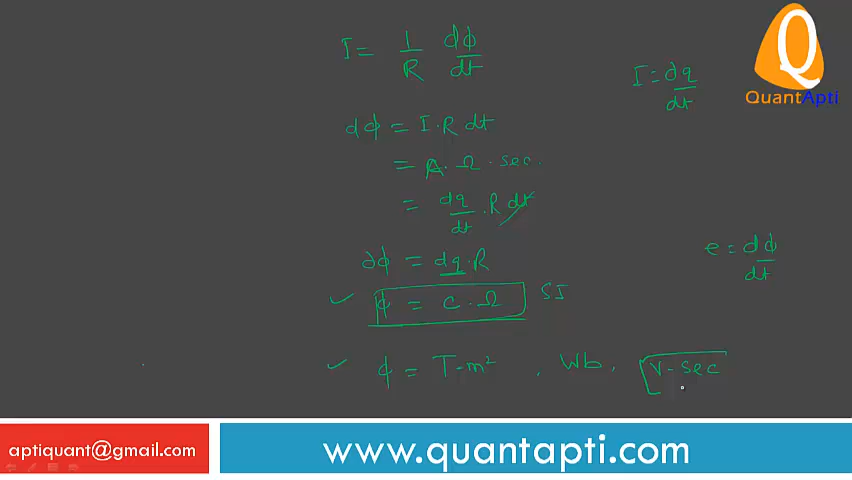 I = 1/R dϕ/dt
I = dq/dt
QuantApti
dϕ = I · R dt
= A · Ω · sec.
= dq/dt · R dt
dϕ = dq · R
e = dϕ/dt
✓ ϕ = C · Ω SI
✓ ϕ = T-m², Wb, V-sec
aptiquant@gmail.com
www.quantapti.com